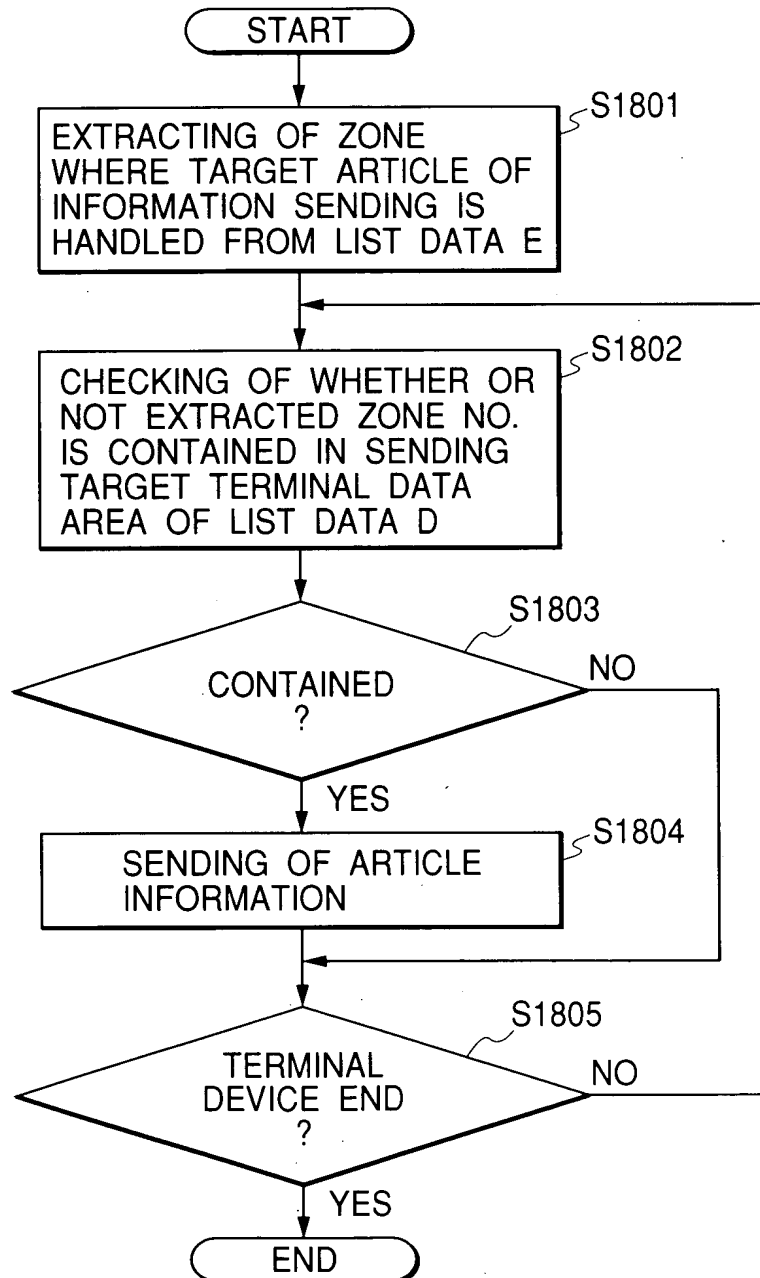 START
S1801
EXTRACTING OF ZONE
WHERE TARGET ARTICLE OF
INFORMATION SENDING IS
HANDLED FROM LIST DATA E
S1802
CHECKING OF WHETHER OR
NOT EXTRACTED ZONE NO.
IS CONTAINED IN SENDING
TARGET TERMINAL DATA
AREA OF LIST DATA D
S1803
CONTAINED
?
NO
YES
S1804
SENDING OF ARTICLE
INFORMATION
S1805
TERMINAL
DEVICE END
?
NO
YES
END